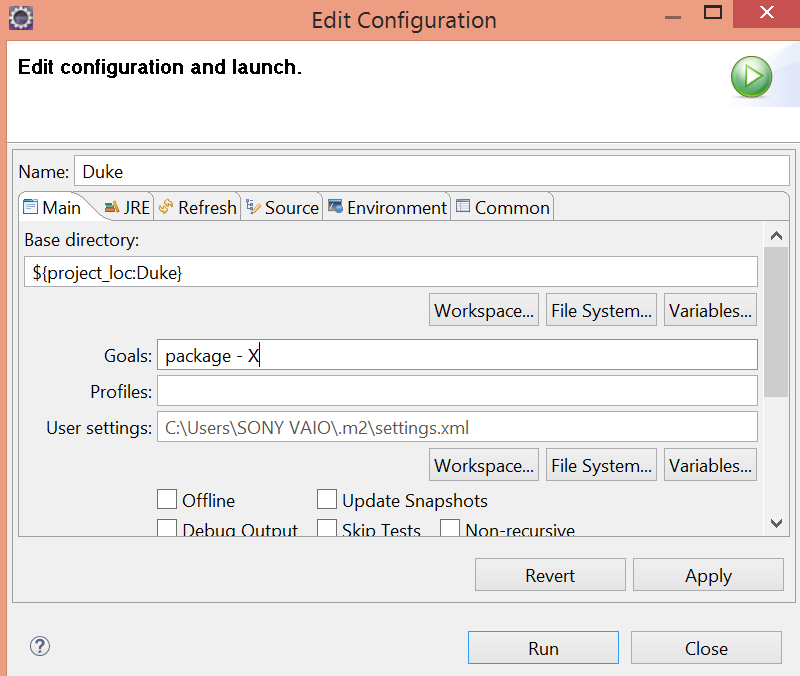 Edit Configuration
Edit configuration and launch.
Name: Duke
Main JRE Refresh Source Environment Common
Base directory:
${project_loc:Duke}
Workspace... File System... Variables...
Goals: package - X
Profiles:
User settings: C:\Users\SONY VAIO\.m2\settings.xml
Workspace... File System... Variables...
Offline Update Snapshots
Debug Output Skip Tests Non-recursive
Revert Apply
Run Close